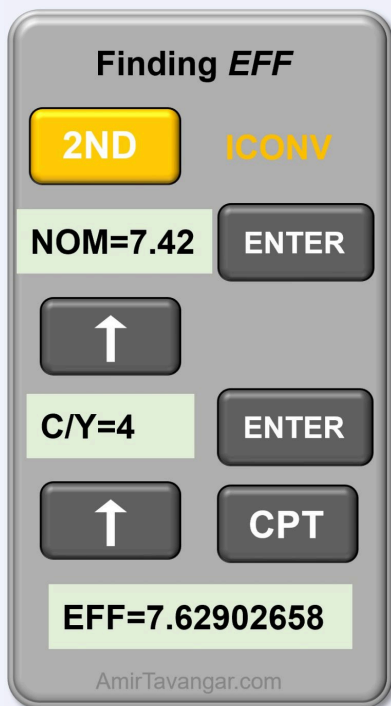 Finding EFF
2ND ICONV
NOM=7.42 ENTER
↑
C/Y=4 ENTER
↑ CPT
EFF=7.62902658
AmirTavangar.com